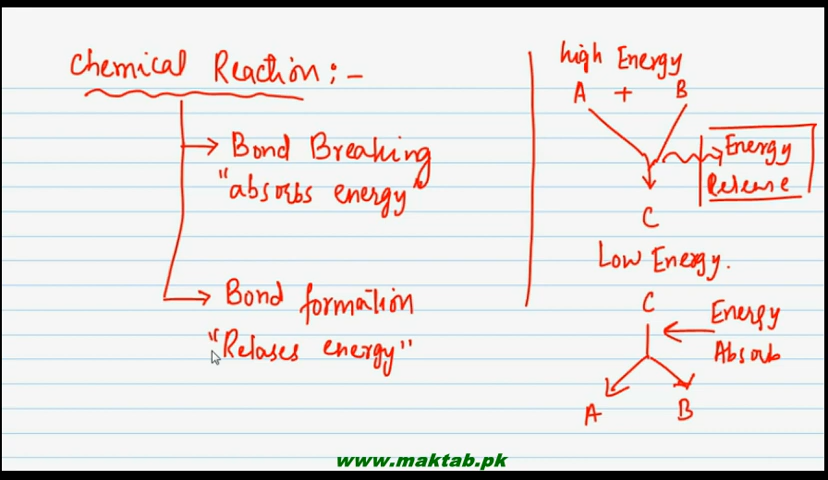 Chemical Reaction :-
Bond Breaking
"absorbs energy"
Bond formation
"Relases energy"
high Energy
A + B
Energy
Release
C
Low Energy.
C
Energy
Absorb
A B
www.maktab.pk